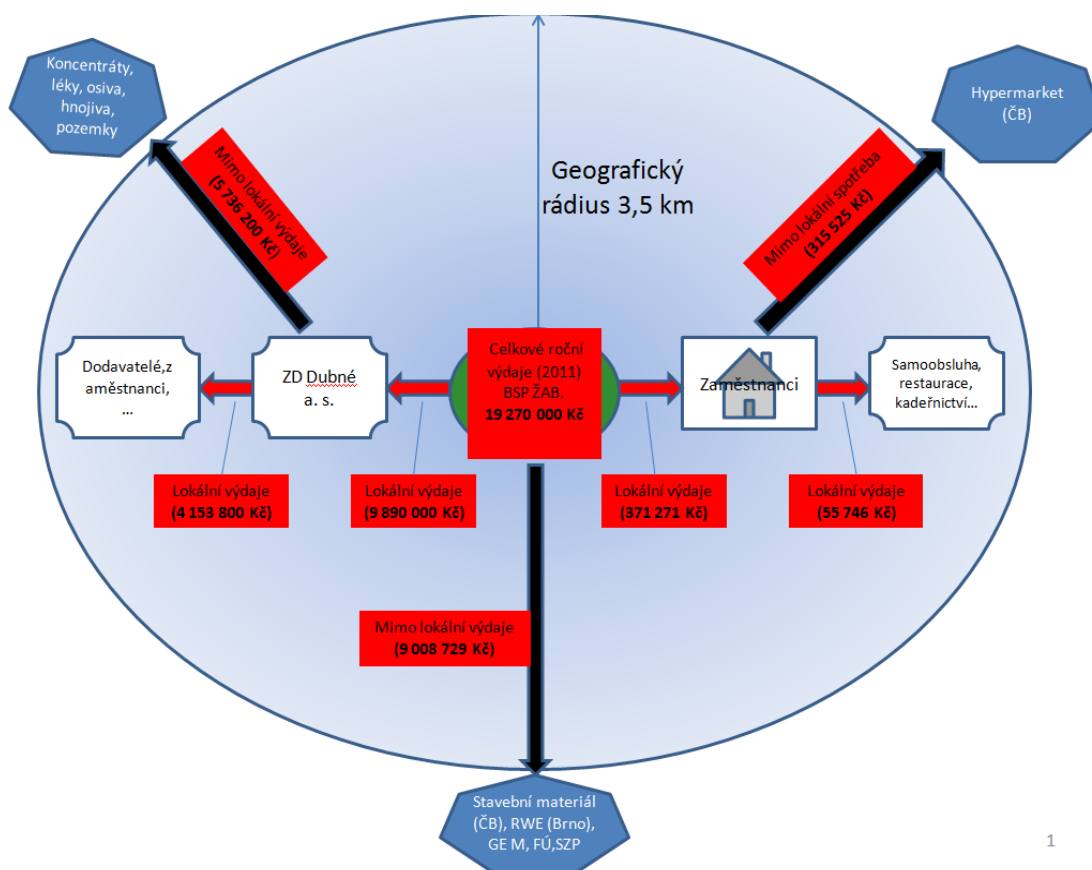 Koncentráty,
léky, osiva,
hnojiva,
pozemky
Hypermarket
(ČB)
Mimo lokální výdaje
(5 736 200 Kč)
Geografický
rádius 3,5 km
Mimo lokální spotřeba
(315 525 Kč)
Dodavatelé,z
aměstnanci,
...
ZD Dubné
a. s.
Celkové roční
výdaje (2011)
BSP ŽAB.
19 270 000 Kč
Zaměstnanci
Samoobsluha,
restaurace,
kadeřnictví...
Lokální výdaje
(4 153 800 Kč)
Lokální výdaje
(9 890 000 Kč)
Lokální výdaje
(371 271 Kč)
Lokální výdaje
(55 746 Kč)
Mimo lokální výdaje
(9 008 729 Kč)
Stavební materiál
(ČB), RWE (Brno),
GE M, FÚ,SZP
1